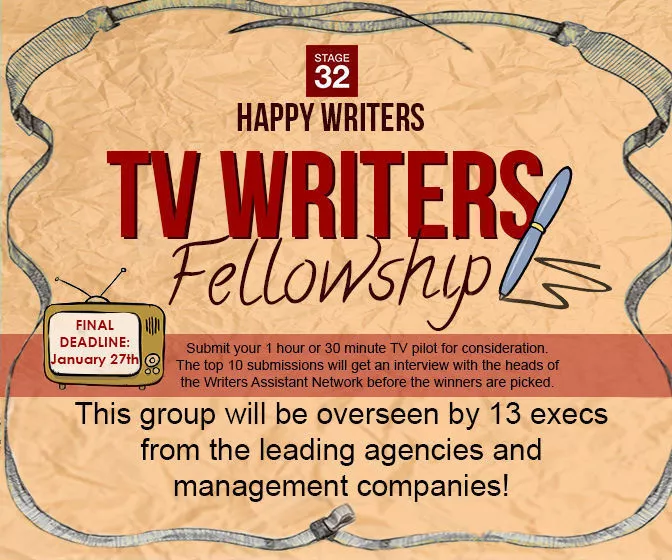 STAGE
32
HAPPY WRITERS
TV WRITERS
Fellowship
FINAL
DEADLINE:
January 27th
Submit your 1 hour or 30 minute TV pilot for consideration.
The top 10 submissions will get an interview with the heads of
the Writers Assistant Network before the winners are picked.
This group will be overseen by 13 execs
from the leading agencies and
management companies!